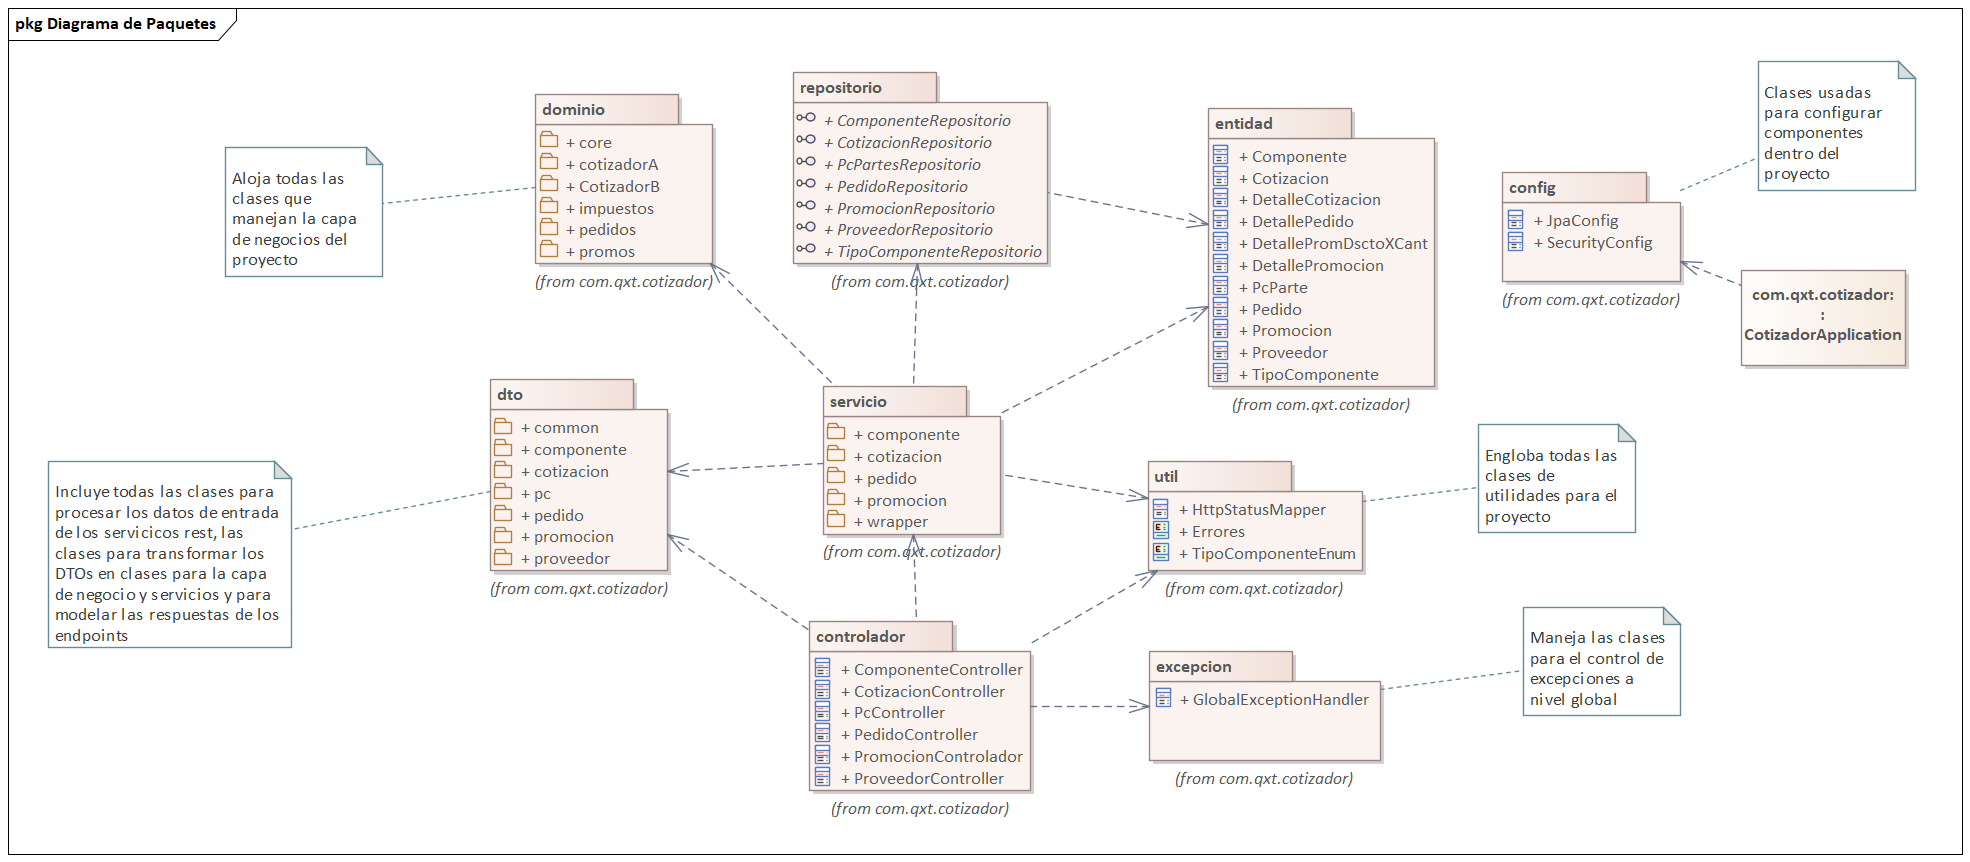 pkg Diagrama de Paquetes
dominio
+ core
+ cotizadorA
+ CotizadorB
+ impuestos
+ pedidos
+ promos
(from com.qxt.cotizador)
Aloja todas las
clases que
manejan la capa
de negocios del
proyecto
repositorio
+ ComponenteRepositorio
+ CotizacionRepositorio
+ PcPartesRepositorio
+ PedidoRepositorio
+ PromocionRepositorio
+ ProveedorRepositorio
+ TipoComponenteRepositorio
(from com.qxt.cotizador)
entidad
+ Componente
+ Cotizacion
+ DetalleCotizacion
+ DetallePedido
+ DetallePromDsctoXCant
+ DetallePromocion
+ PcParte
+ Pedido
+ Promocion
+ Proveedor
+ TipoComponente
(from com.qxt.cotizador)
config
+ JpaConfig
+ SecurityConfig
(from com.qxt.cotizador)
Clases usadas
para configurar
componentes
dentro del
proyecto
com.qxt.cotizador:
:
CotizadorApplication
dto
+ common
+ componente
+ cotizacion
+ pc
+ pedido
+ promocion
+ proveedor
(from com.qxt.cotizador)
Incluye todas las clases para
procesar los datos de entrada
de los servicicos rest, las
clases para transformar los
DTOs en clases para la capa
de negocio y servicios y para
modelar las respuestas de los
endpoints
servicio
+ componente
+ cotizacion
+ pedido
+ promocion
+ wrapper
(from com.qxt.cotizador)
util
+ HttpStatusMapper
+ Errores
+ TipoComponenteEnum
(from com.qxt.cotizador)
Engloba todas las
clases de
utilidades para el
proyecto
controlador
+ ComponenteController
+ CotizacionController
+ PcController
+ PedidoController
+ PromocionControlador
+ ProveedorController
(from com.qxt.cotizador)
excepcion
+ GlobalExceptionHandler
(from com.qxt.cotizador)
Maneja las clases
para el control de
excepciones a
nivel global